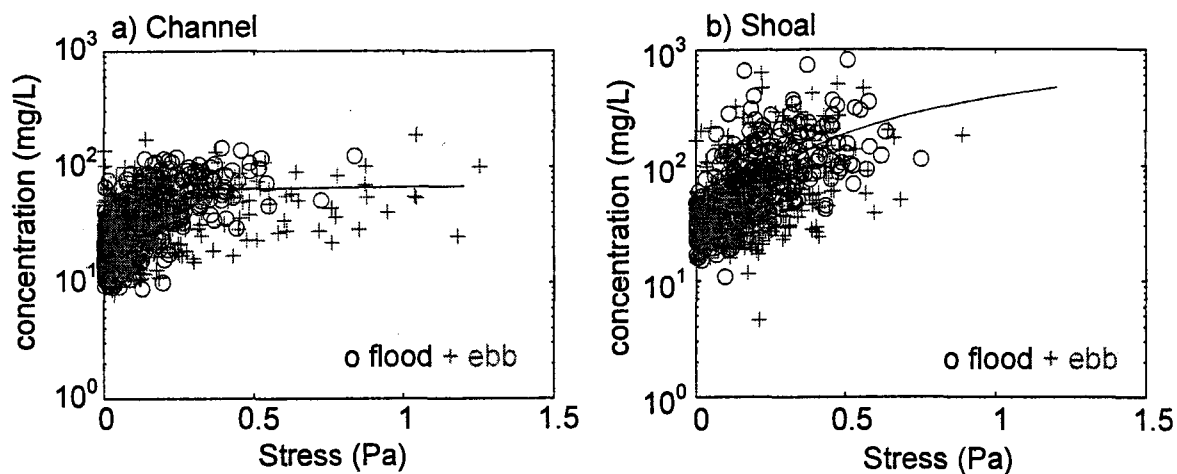 a) Channel
10³
10²
10¹
10⁰
concentration (mg/L)
o flood + ebb
0 0.5 1 1.5
Stress (Pa)
b) Shoal
10³
10²
10¹
10⁰
concentration (mg/L)
o flood + ebb
0 0.5 1 1.5
Stress (Pa)